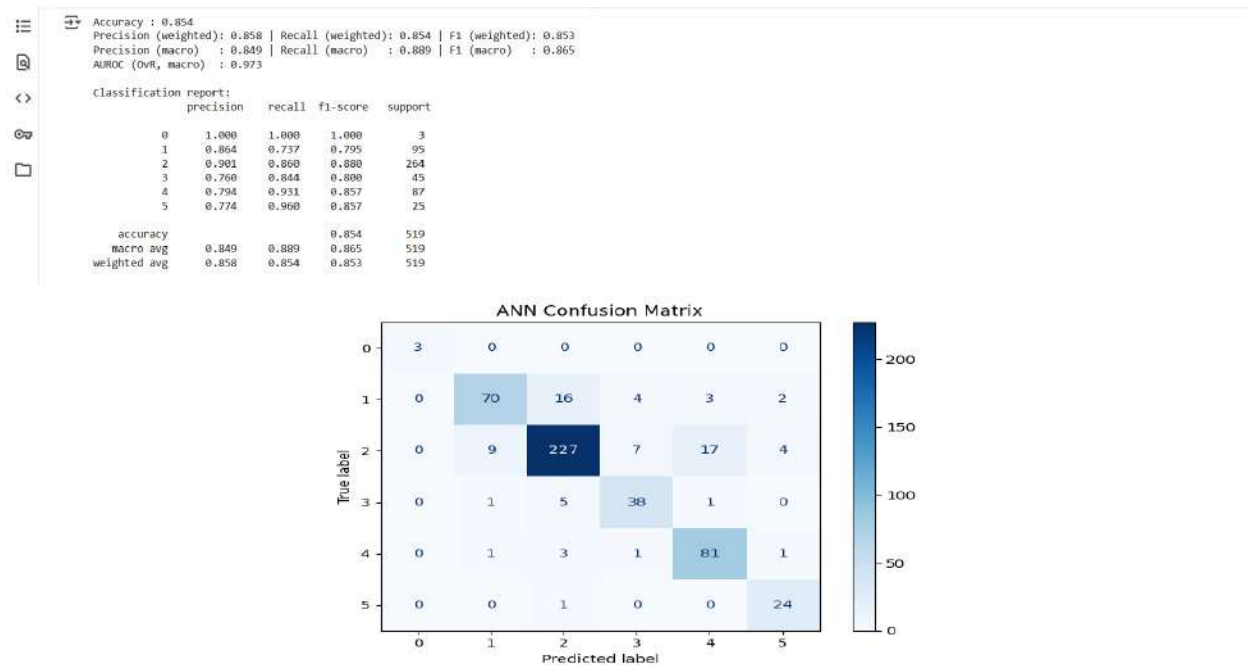 Accuracy : 0.854
Precision (weighted): 0.858 | Recall (weighted): 0.854 | F1 (weighted): 0.853
Precision (macro) : 0.849 | Recall (macro) : 0.889 | F1 (macro) : 0.865
AUROC (OvR, macro) : 0.973
Classification report:
precision recall f1-score support
0 1.000 1.000 1.000 3
1 0.864 0.737 0.795 95
2 0.901 0.860 0.880 264
3 0.760 0.844 0.800 45
4 0.794 0.931 0.857 87
5 0.774 0.960 0.857 25
accuracy 0.854 519
macro avg 0.849 0.889 0.865 519
weighted avg 0.858 0.854 0.853 519
ANN Confusion Matrix
True label
0 3 0 0 0 0 0
1 0 70 16 4 3 2
2 0 9 227 7 17 4
3 0 1 5 38 1 0
4 0 1 3 1 81 1
5 0 0 1 0 0 24
0 1 2 3 4 5
Predicted label
200
150
100
50
0